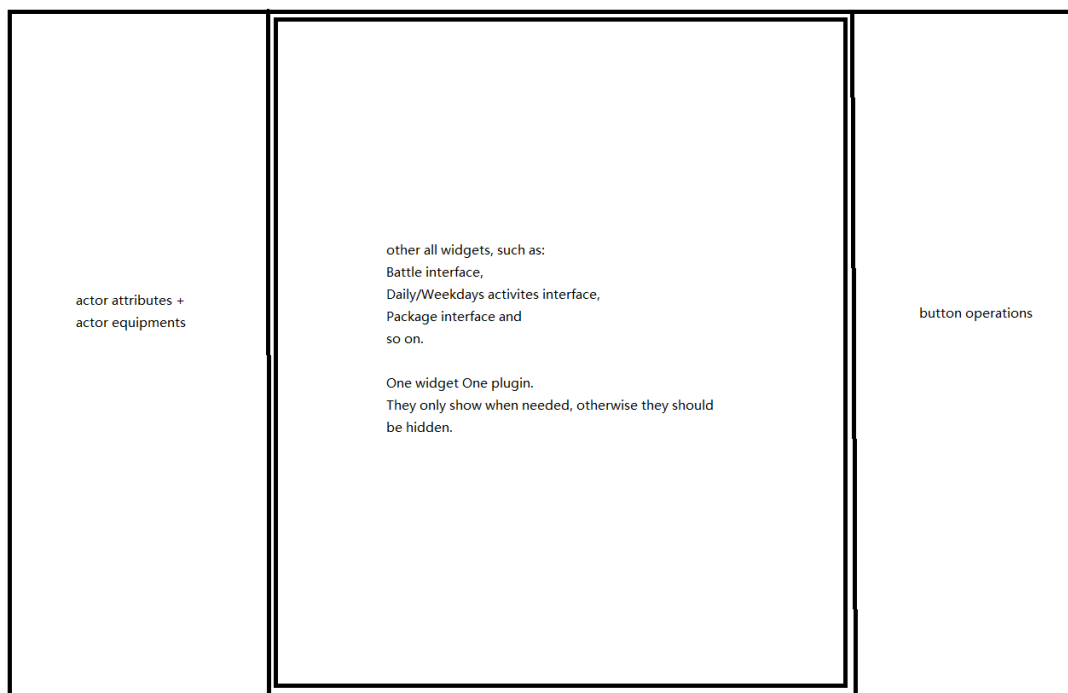 actor attributes +
actor equipments
other all widgets, such as:
Battle interface,
Daily/Weekdays activites interface,
Package interface and
so on.
One widget One plugin.
They only show when needed, otherwise they should
be hidden.
button operations